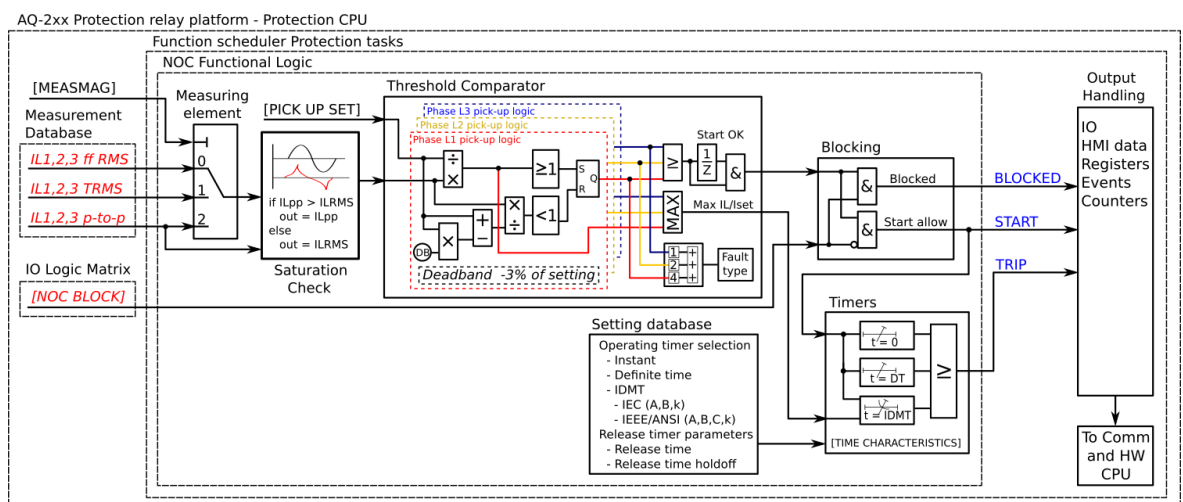 AQ-2xx Protection relay platform - Protection CPU
Function scheduler Protection tasks
NOC Functional Logic
[MEASMAG]
Measurement
Database
IL1,2,3 ff RMS
IL1,2,3 TRMS
IL1,2,3 p-to-p
IO Logic Matrix
[NOC BLOCK]
Measuring
element
0
1
2
[PICK UP SET]
if ILpp > ILRMS
out = ILpp
else
out = ILRMS
Saturation
Check
Threshold Comparator
Phase L3 pick-up logic
Phase L2 pick-up logic
Phase L1 pick-up logic
÷
×
≥1
S
Q
R
×
÷
<1
+
−
×
DB
Deadband -3% of setting
≥
Start OK
1
Z
&
MAX
Max IL/Iset
1 +
2 +
4 +
Fault
type
Blocking
&
Blocked
&
Start allow
BLOCKED
START
TRIP
Timers
t = 0
t = DT
t = IDMT
≥
[TIME CHARACTERISTICS]
Setting database
Operating timer selection
- Instant
- Definite time
- IDMT
- IEC (A,B,k)
- IEEE/ANSI (A,B,C,k)
Release timer parameters
- Release time
- Release time holdoff
Output
Handling
IO
HMI data
Registers
Events
Counters
To Comm
and HW
CPU